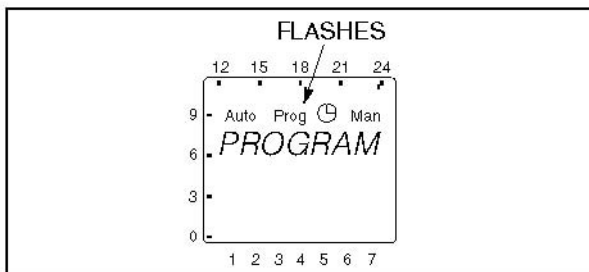 FLASHES
12 15 18 21 24
9 Auto Prog Man
PROGRAM
6
3
0
1 2 3 4 5 6 7